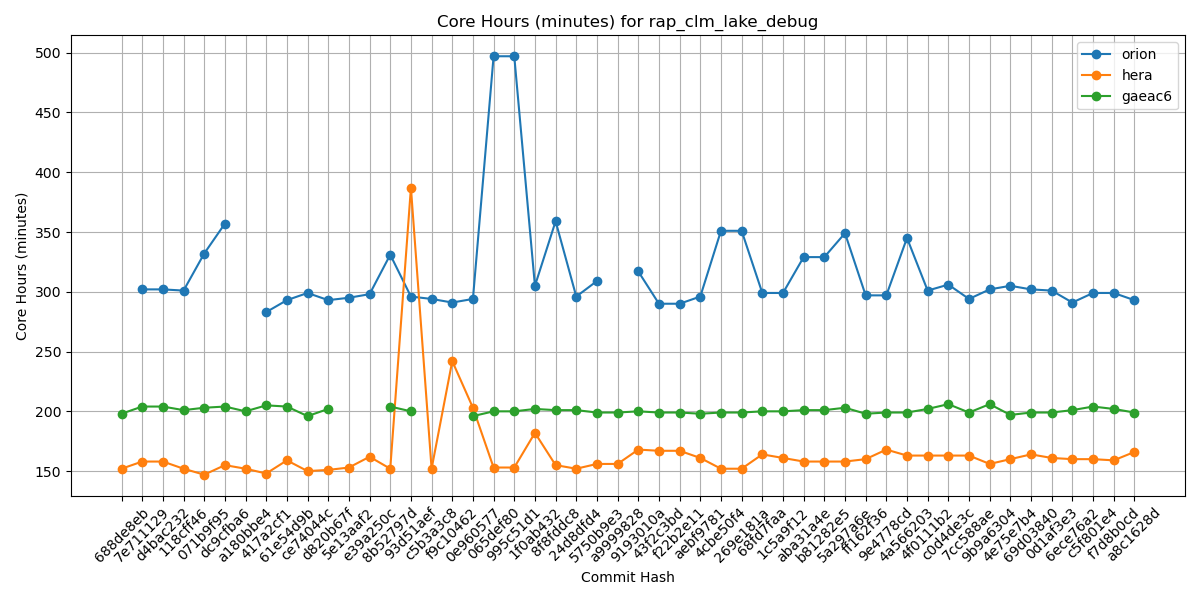 Core Hours (minutes) for rap_clm_lake_debug
orion
hera
gaeac6
Core Hours (minutes)
500
450
400
350
300
250
200
150
688de8eb
7e711129
d4bac232
118cff46
071b9f95
dc9cfba6
a180bbe4
417a2cf1
61e54d9b
ce74044c
d820b67f
5e13aaf2
e39a250c
8b52797d
93d51aef
c5b3a3c8
f9c10462
0e960577
065def80
995c51d1
1f0ab432
8f8fdfdc8
24d8dfd4
5750b9e3
a9999828
9193010a
43f2c3bd
f22b2e11
aebf9781
4cbe50f4
269e181a
68fd7faa
1c5a9f12
aba31a4e
b81282e5
5a297a6e
ff162f36
9e4778cd
4a566203
4f011b2
c0d4de3c
7cc588ae
9b9a6304
4e75e7b4
69d03840
0d1af3e3
6ece76a2
c5f801e4
f7d8b0cd
a8c1628d
Commit Hash